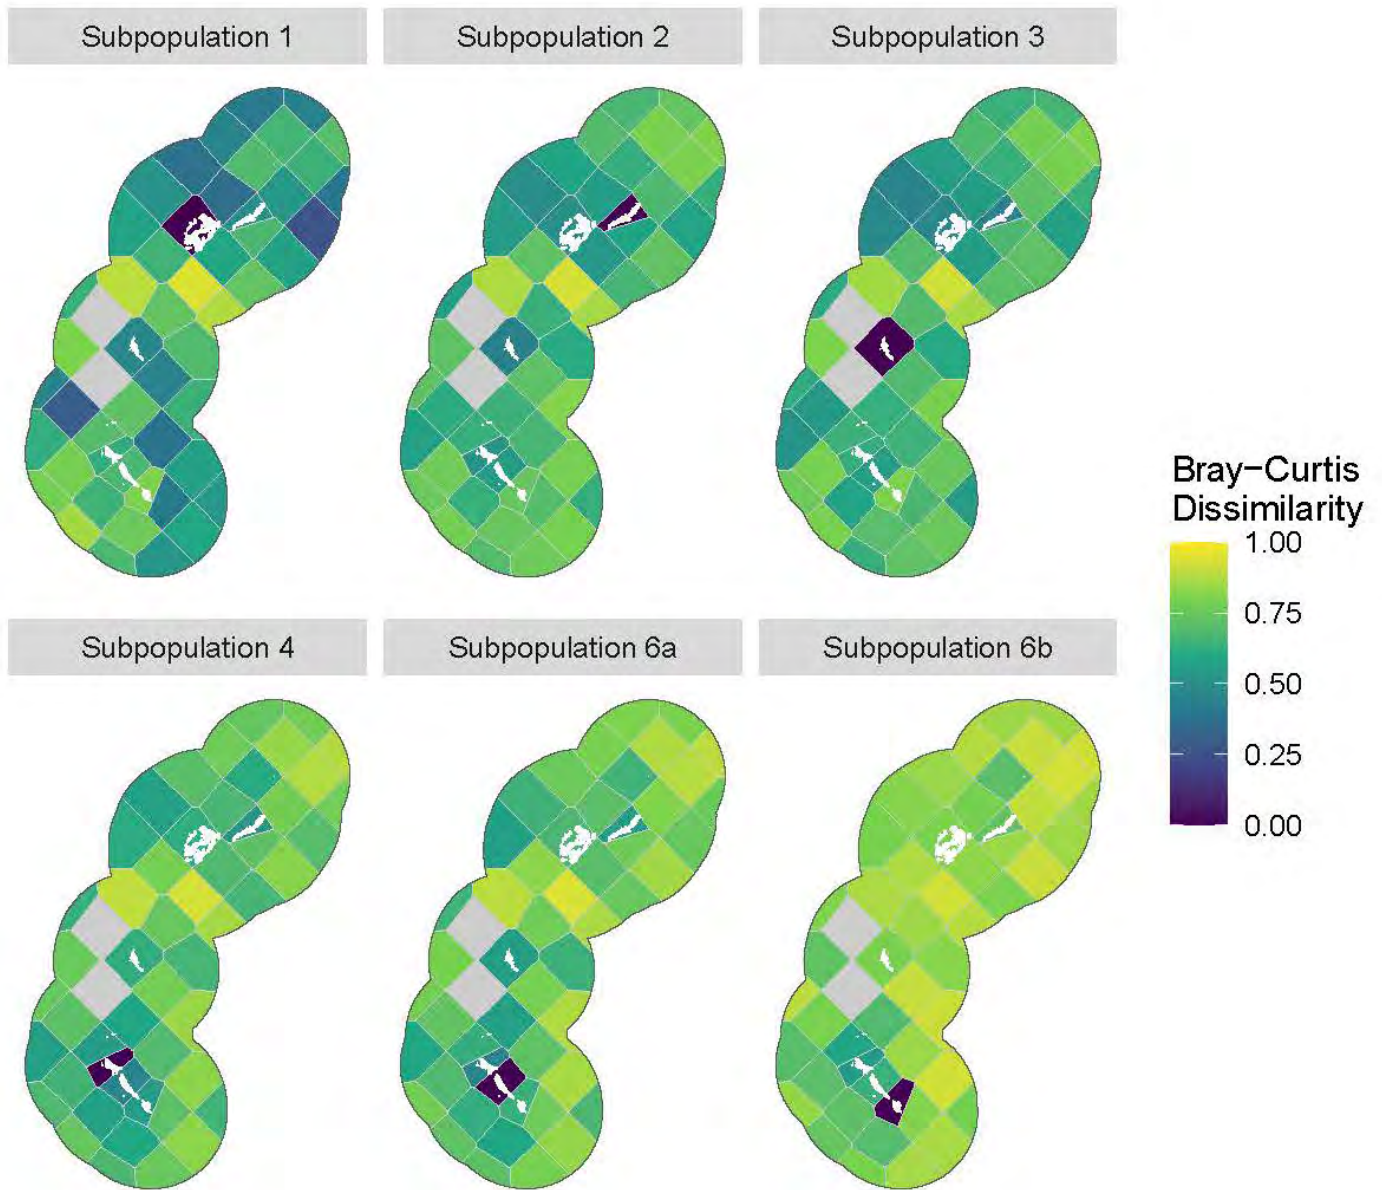 Subpopulation 1
Subpopulation 2
Subpopulation 3
Subpopulation 4
Subpopulation 6a
Subpopulation 6b
Bray−Curtis
Dissimilarity
1.00
0.75
0.50
0.25
0.00